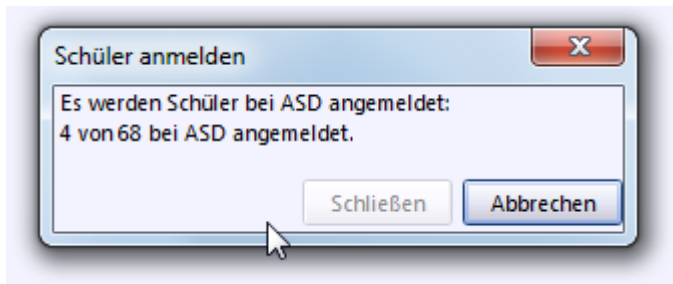 Schüler anmelden
Es werden Schüler bei ASD angemeldet:
4 von 68 bei ASD angemeldet.
Schließen Abbrechen